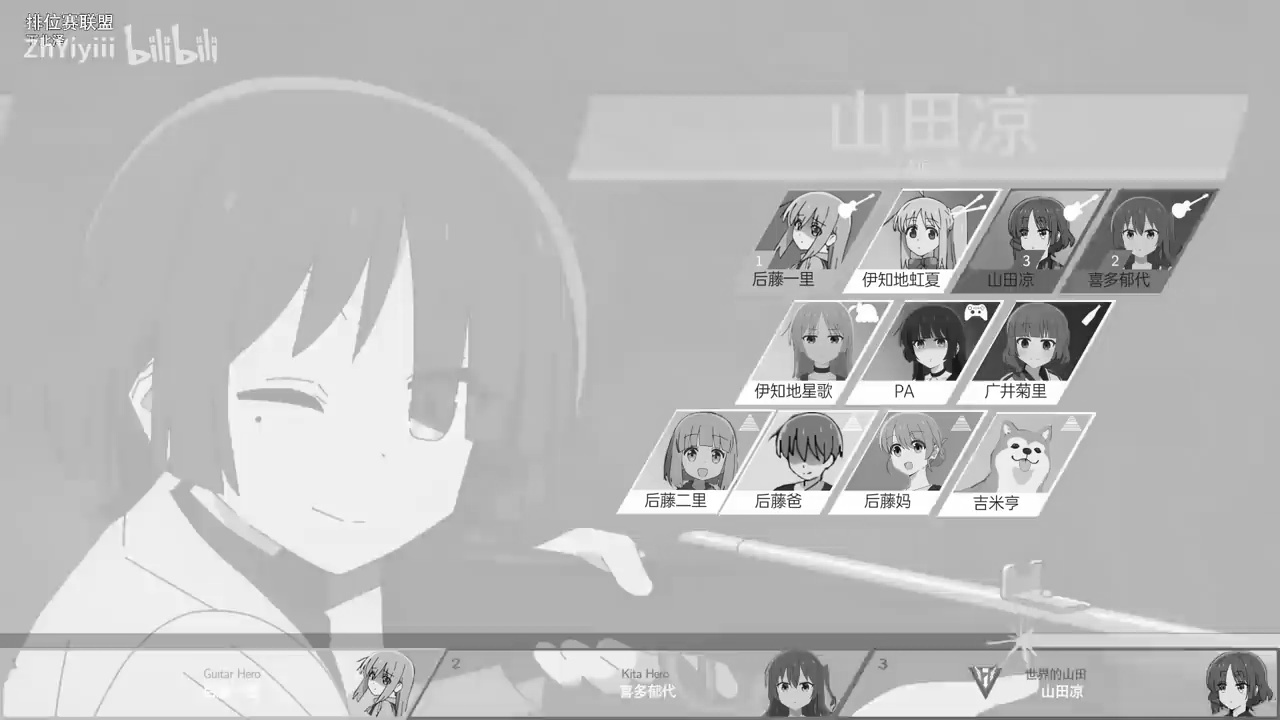 排位赛联盟
ZhYiyiii bilibili
山田凉
1
后藤一里
伊知地虹夏
3
山田凉
2
喜多郁代
伊知地星歌
PA
广井菊里
后藤二里
后藤爸
后藤妈
吉米亨
Guitar Hero
2
Kita Hero
喜多郁代
3
世界的山田
山田凉